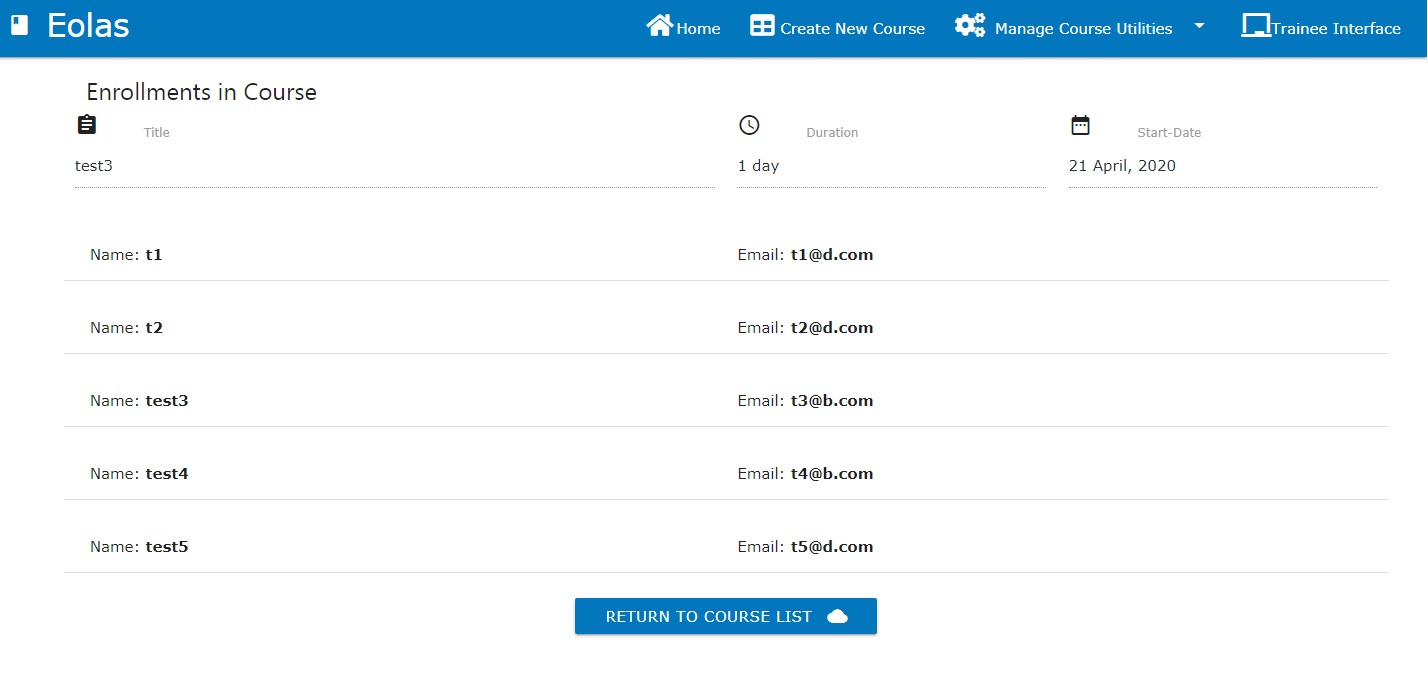 Eolas
Home Create New Course Manage Course Utilities Trainee Interface
Enrollments in Course
Title Duration Start-Date
test3 1 day 21 April, 2020
Name: t1 Email: t1@d.com
Name: t2 Email: t2@d.com
Name: test3 Email: t3@b.com
Name: test4 Email: t4@b.com
Name: test5 Email: t5@d.com
RETURN TO COURSE LIST